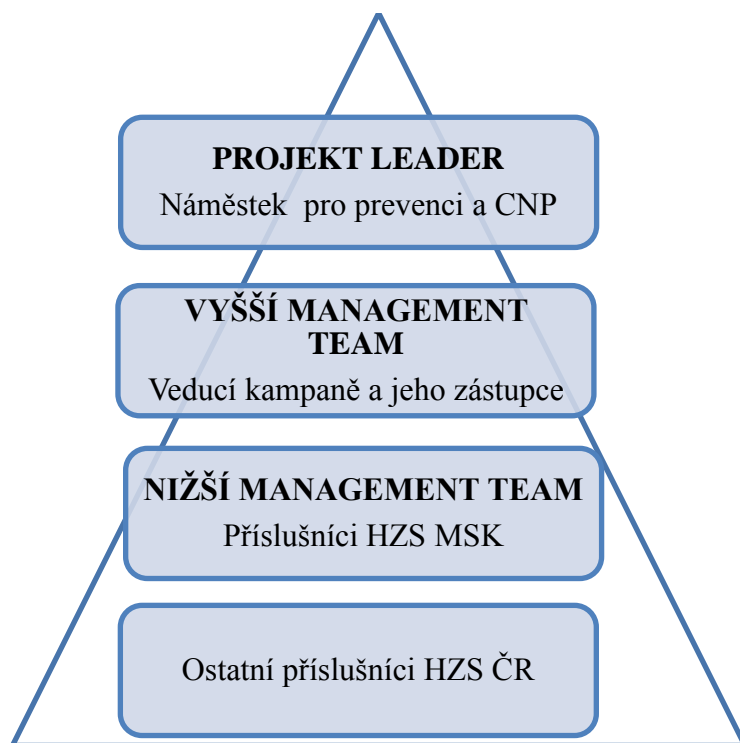 PROJEKT LEADER
Náměstek pro prevenci a CNP
VYŠŠÍ MANAGEMENT
TEAM
Veducí kampaně a jeho zástupce
NIŽŠÍ MANAGEMENT TEAM
Příslušníci HZS MSK
Ostatní příslušníci HZS ČR